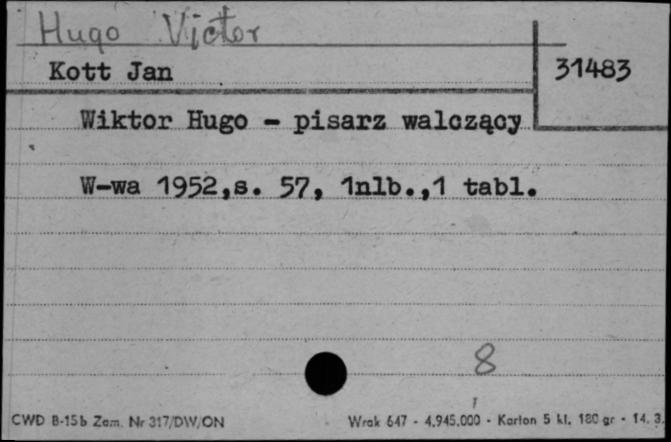 Hugo Victor
Kott Jan
31483
Wiktor Hugo - pisarz walczący
W-wa 1952,s. 57, 1nlb.,1 tabl.
8
CWD B-15b Zam. Nr 317/DW/ON
Wrak 647 - 4.945.000 - Karton 5 kl. 180 gr - 14. 3.